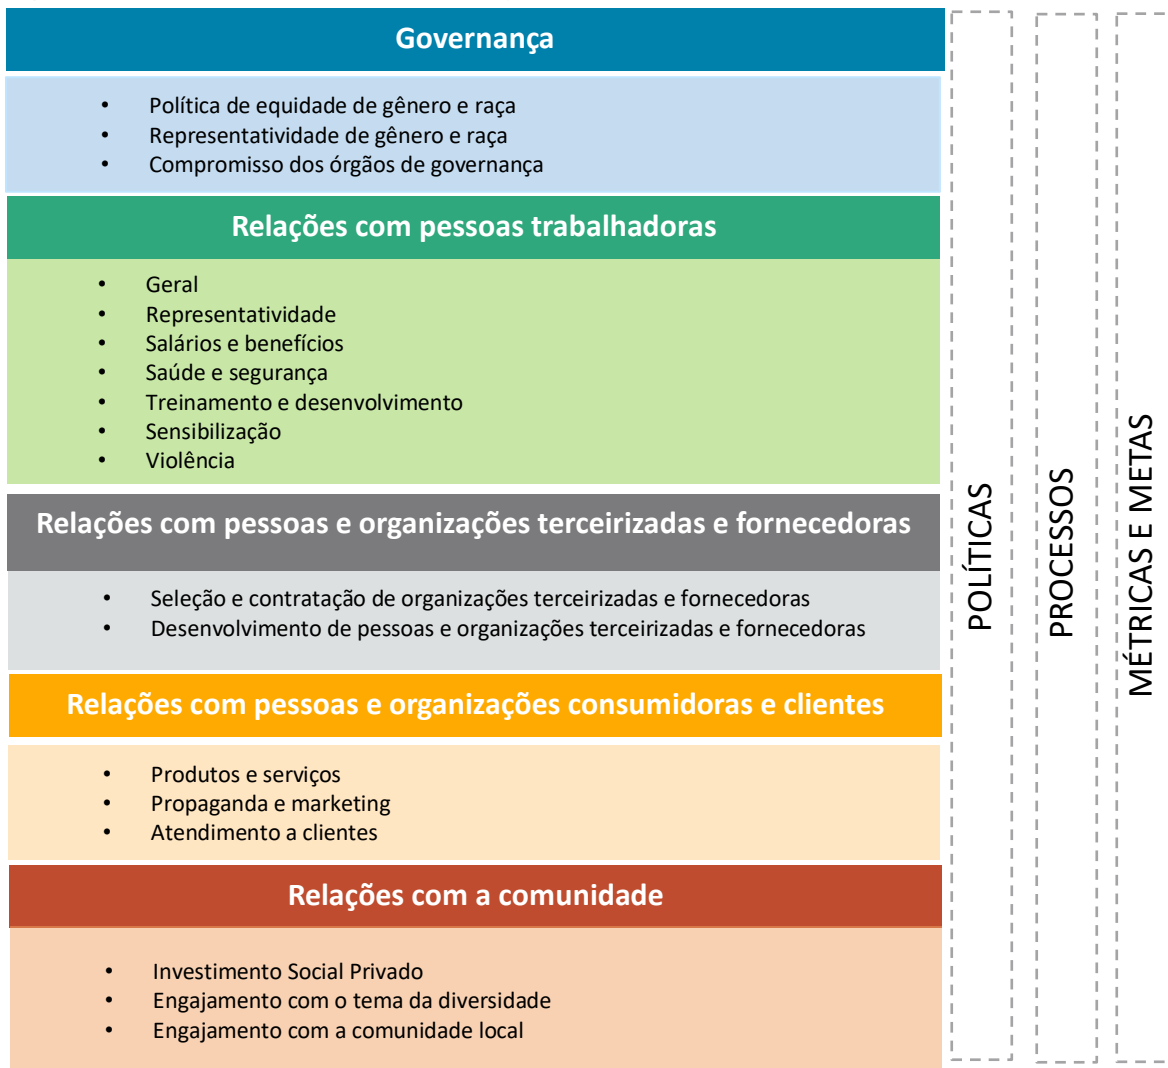 Governança
• Política de equidade de gênero e raça
• Representatividade de gênero e raça
• Compromisso dos órgãos de governança
Relações com pessoas trabalhadoras
• Geral
• Representatividade
• Salários e benefícios
• Saúde e segurança
• Treinamento e desenvolvimento
• Sensibilização
• Violência
Relações com pessoas e organizações terceirizadas e fornecedoras
• Seleção e contratação de organizações terceirizadas e fornecedoras
• Desenvolvimento de pessoas e organizações terceirizadas e fornecedoras
Relações com pessoas e organizações consumidoras e clientes
• Produtos e serviços
• Propaganda e marketing
• Atendimento a clientes
Relações com a comunidade
• Investimento Social Privado
• Engajamento com o tema da diversidade
• Engajamento com a comunidade local
POLÍTICAS
PROCESSOS
MÉTRICAS E METAS